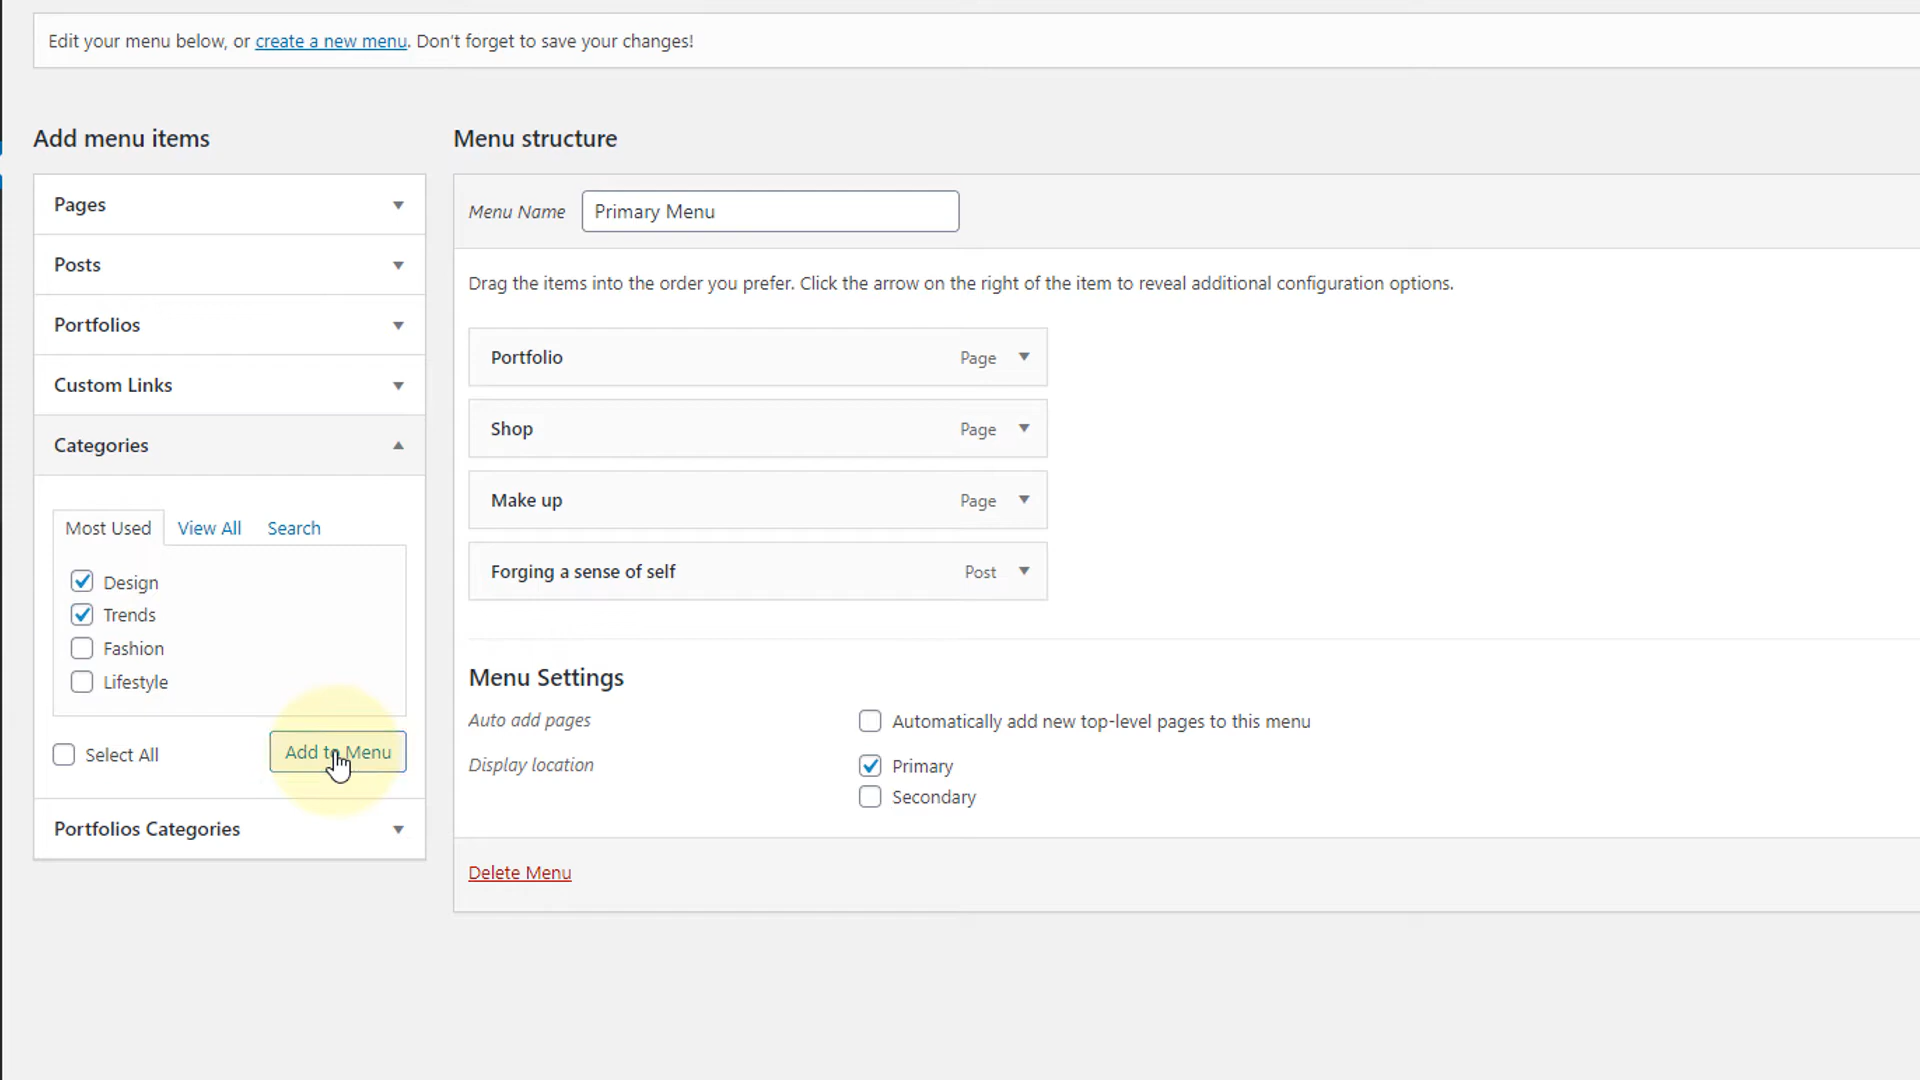 Edit your menu below, or create a new menu. Don't forget to save your changes!
Add menu items
Pages
Posts
Portfolios
Custom Links
Categories
Most Used View All Search
Design
Trends
Fashion
Lifestyle
Select All Add to Menu
Portfolios Categories
Menu structure
Menu Name Primary Menu
Drag the items into the order you prefer. Click the arrow on the right of the item to reveal additional configuration options.
Portfolio Page
Shop Page
Make up Page
Forging a sense of self Post
Menu Settings
Auto add pages Automatically add new top-level pages to this menu
Display location Primary
Secondary
Delete Menu